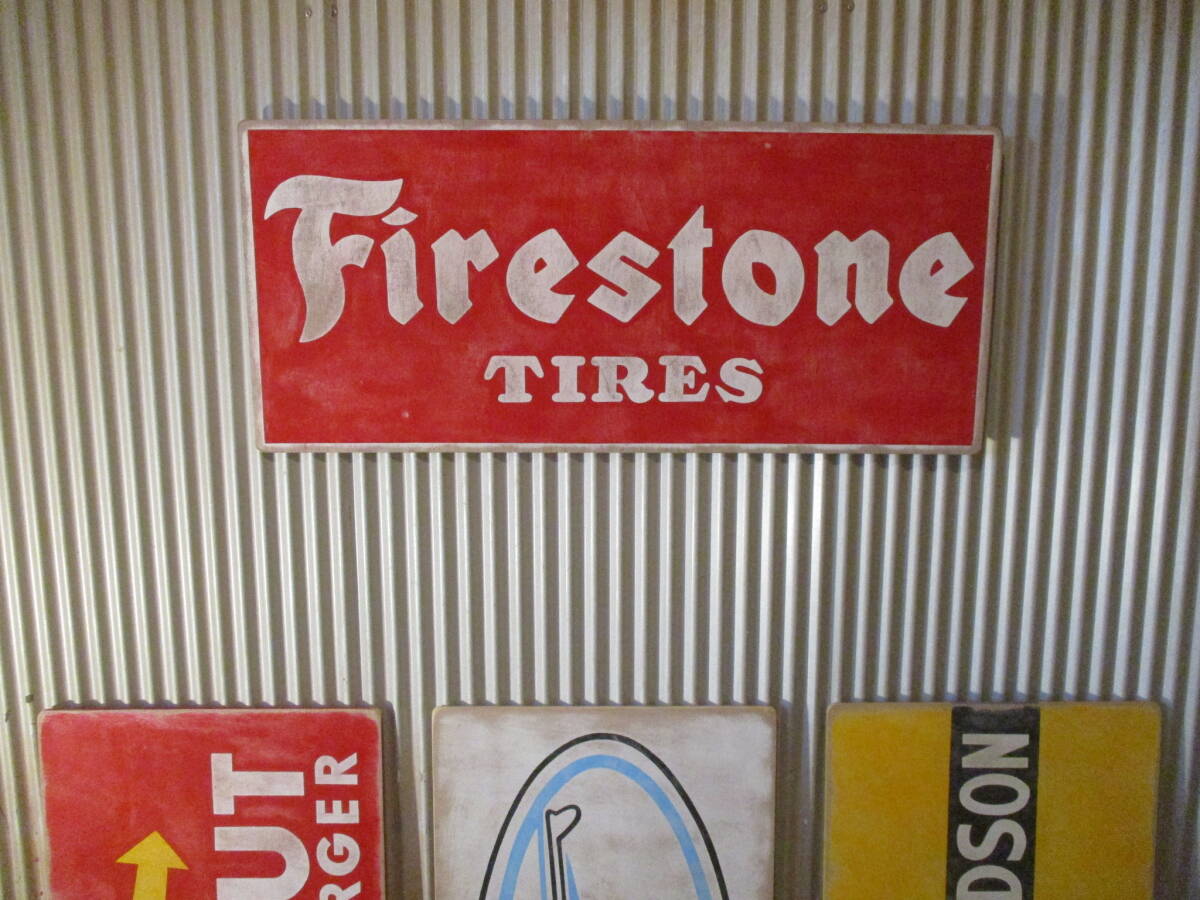 Firestone
TIRES
UT
RGER
DSON